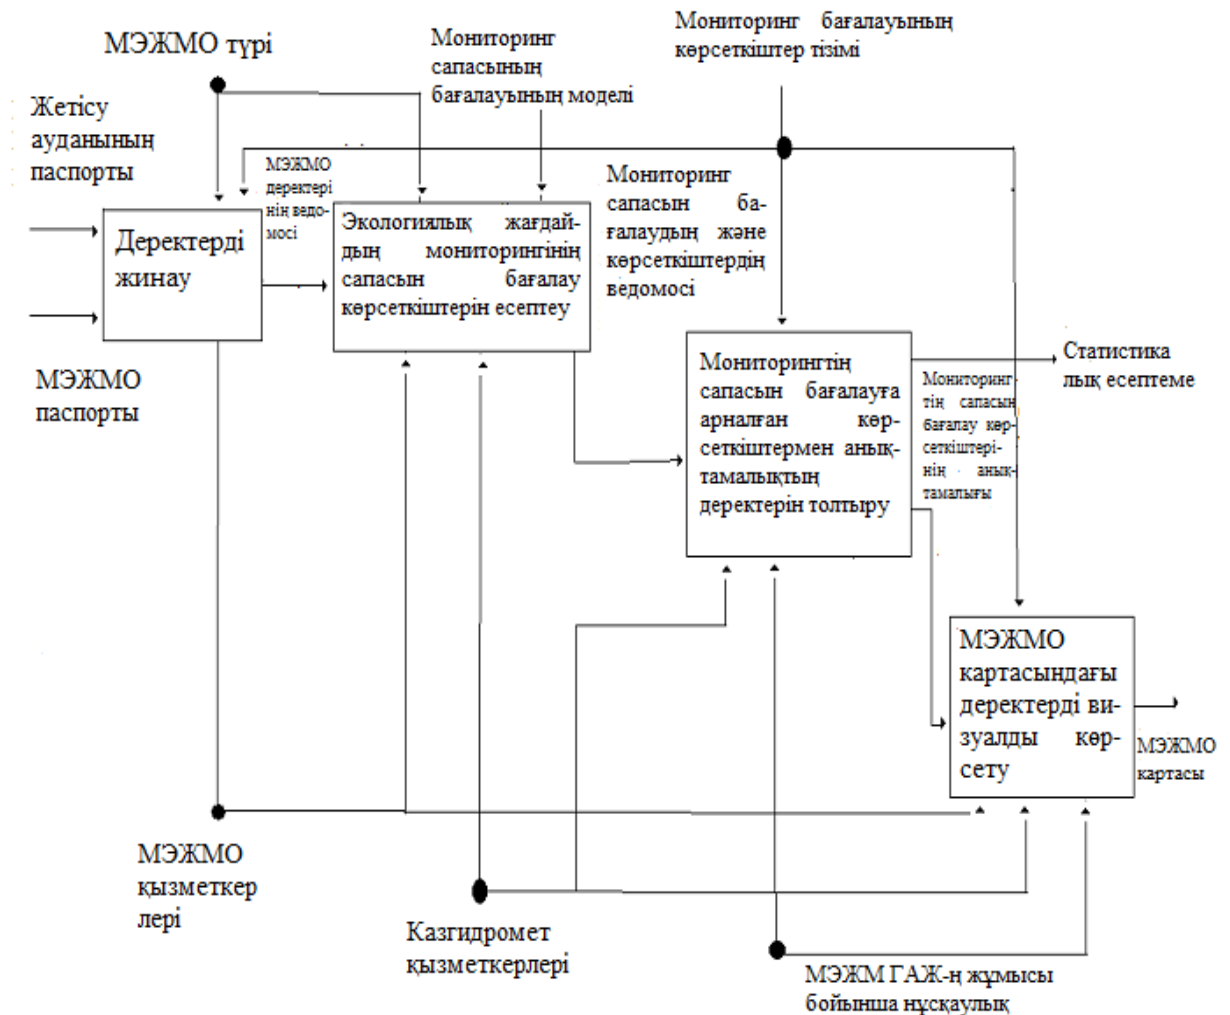 МЭЖМО түрі
Мониторинг
сапасының
бағалауының моделі
Мониторинг бағалауының
көрсеткіштер тізімі
Жетісу
ауданының
паспорты
МЭЖМО
деректері
нің ведо-
мосі
Мониторинг
сапасын ба-
ғалаудың және
көрсеткіштердің
ведомосі
Деректерді
жинау
Экологиялық жағдай-
дың мониторингінің
сапасын бағалау
көрсеткіштерін есептеу
МЭЖМО
паспорты
Мониторингтің
сапасын бағалауға
арналған көр-
сеткіштермен анық-
тамалықтың
деректерін толтыру
Статистика
лық есептеме
Мониторинг
тің сапасын
бағалау көр-
сеткіштері-
нің анық-
тамалығы
МЭЖМО
картасындағы
деректерді ви-
зуалды көр-
сету
МЭЖМО
картасы
МЭЖМО
қызметкер
лері
Казгидромет
қызметкерлері
МЭЖМ ГАЖ-ң жұмысы
бойынша нұсқаулық